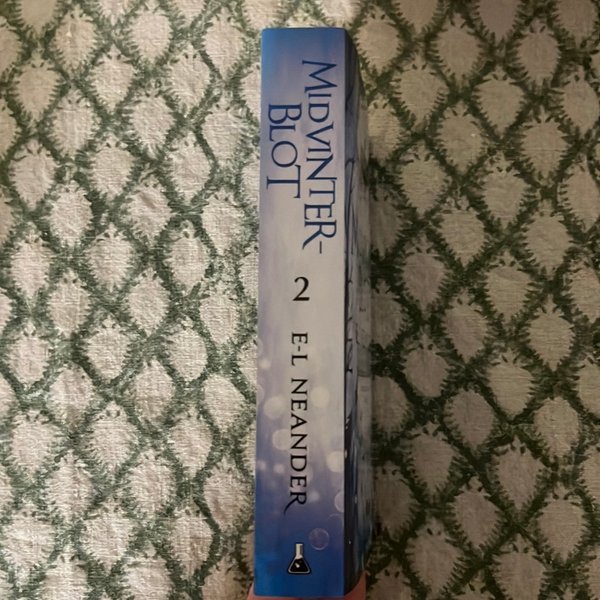 MIDVINTER-
BLOT
2
E-L NEANDER